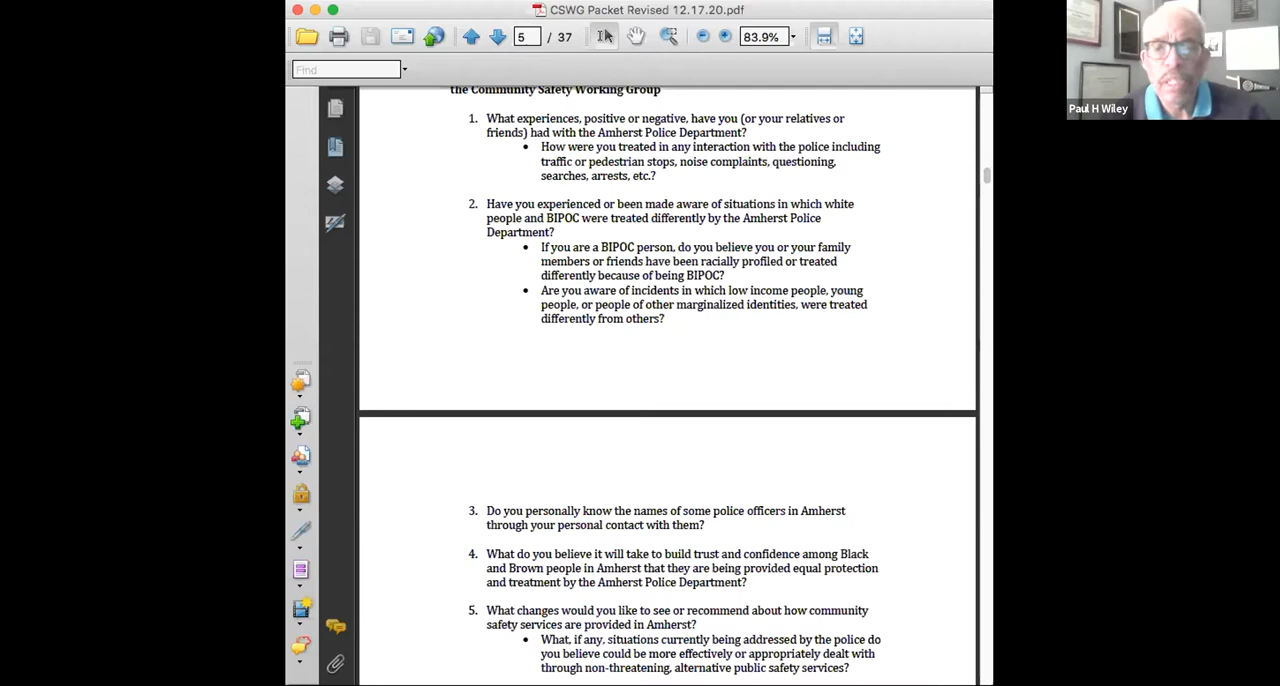 CSWG Packet Revised 12.17.20.pdf
5 / 37
83.9%
Find
Paul H Wiley
the Community Safety Working Group
1. What experiences, positive or negative, have you (or your relatives or
friends) had with the Amherst Police Department?
• How were you treated in any interaction with the police including
traffic or pedestrian stops, noise complaints, questioning,
searches, arrests, etc.?
2. Have you experienced or been made aware of situations in which white
people and BIPOC were treated differently by the Amherst Police
Department?
• If you are a BIPOC person, do you believe you or your family
members or friends have been racially profiled or treated
differently because of being BIPOC?
• Are you aware of incidents in which low income people, young
people, or people of other marginalized identities, were treated
differently from others?
3. Do you personally know the names of some police officers in Amherst
through your personal contact with them?
4. What do you believe it will take to build trust and confidence among Black
and Brown people in Amherst that they are being provided equal protection
and treatment by the Amherst Police Department?
5. What changes would you like to see or recommend about how community
safety services are provided in Amherst?
• What, if any, situations currently being addressed by the police do
you believe could be more effectively or appropriately dealt with
through non-threatening, alternative public safety services?